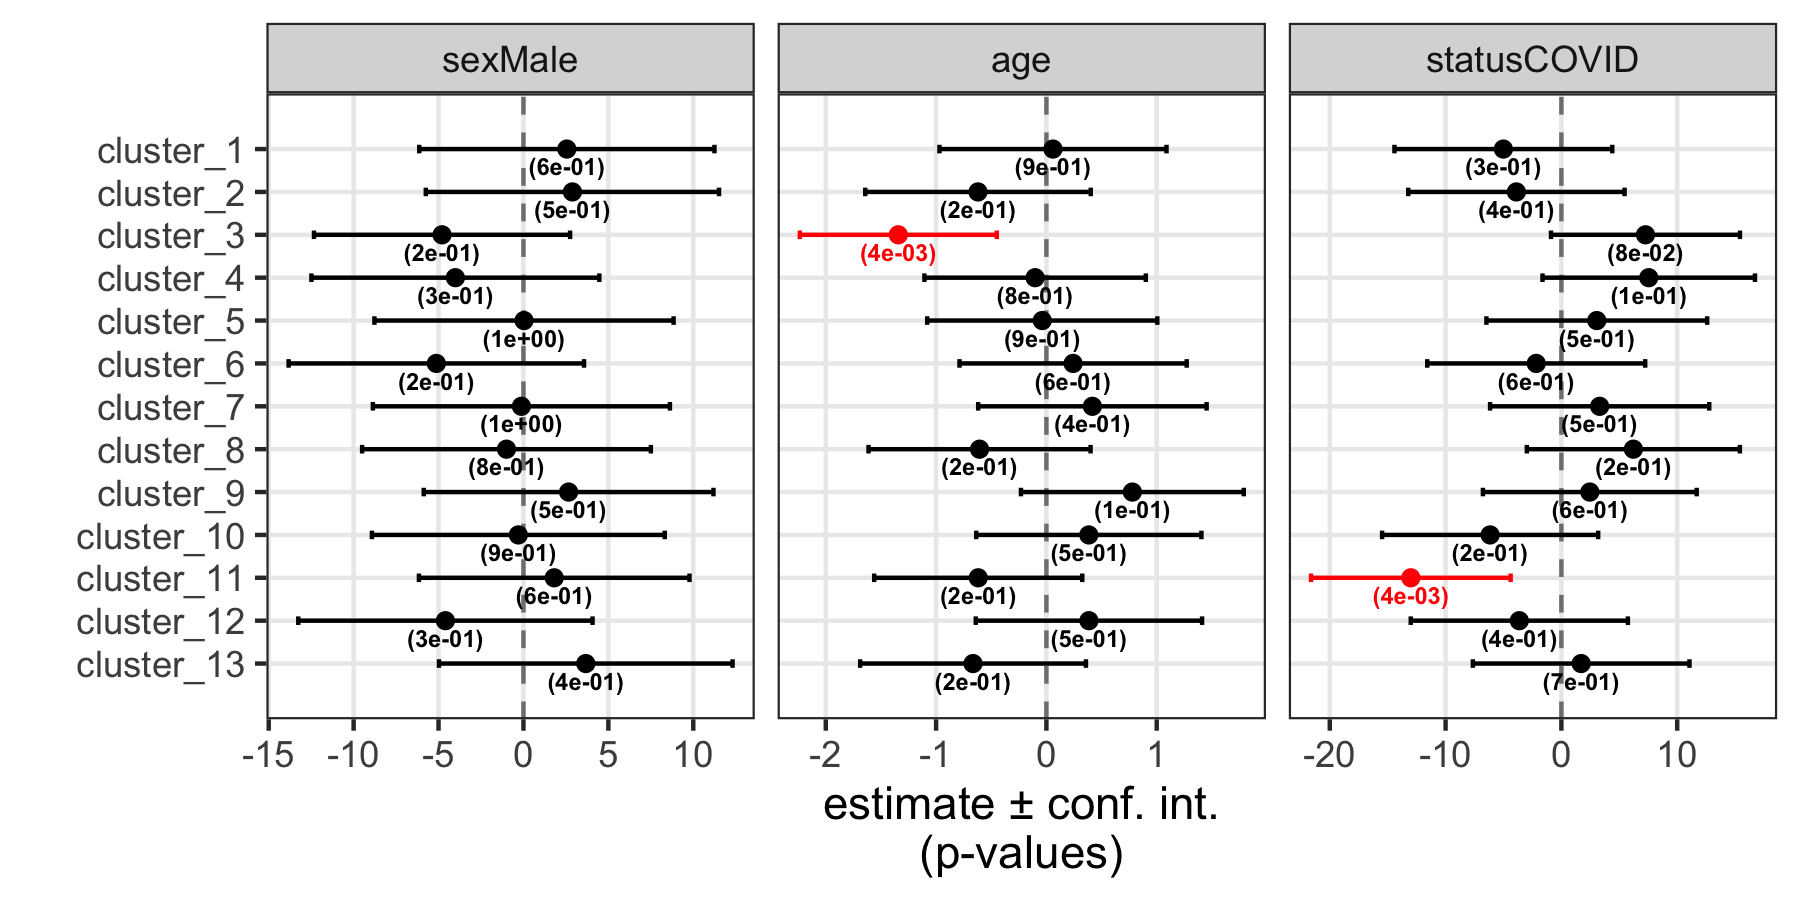 sexMale age statusCOVID
cluster_1
(6e-01) (9e-01) (3e-01)
cluster_2
(5e-01) (2e-01) (4e-01)
cluster_3
(2e-01) (4e-03) (8e-02)
cluster_4
(3e-01) (8e-01) (1e-01)
cluster_5
(1e+00) (9e-01) (5e-01)
cluster_6
(2e-01) (6e-01) (6e-01)
cluster_7
(1e+00) (4e-01) (5e-01)
cluster_8
(8e-01) (2e-01) (2e-01)
cluster_9
(5e-01) (1e-01) (6e-01)
cluster_10
(9e-01) (5e-01) (2e-01)
cluster_11
(6e-01) (2e-01) (4e-03)
cluster_12
(3e-01) (5e-01) (4e-01)
cluster_13
(4e-01) (2e-01) (7e-01)
-15 -10 -5 0 5 10 -2 -1 0 1 -20 -10 0 10
estimate ± conf. int.
(p-values)